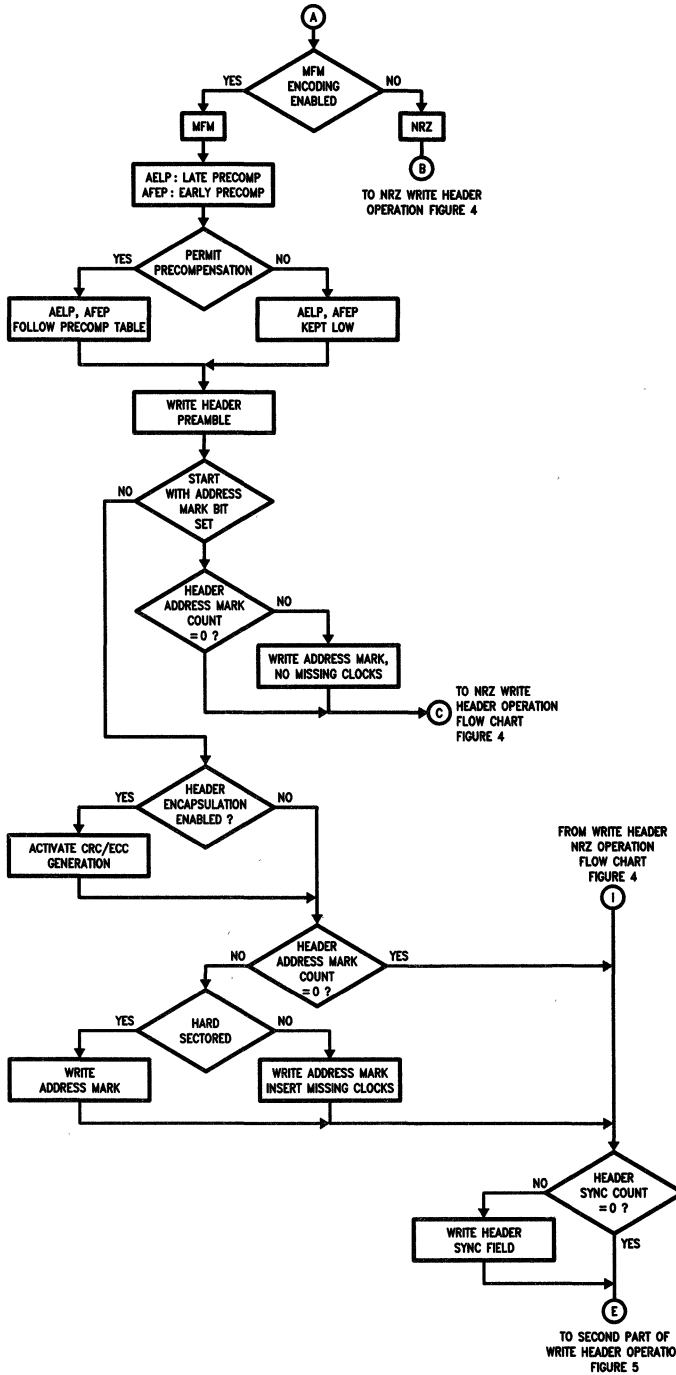 A
MFM
ENCODING
ENABLED
YES
NO
MFM
NRZ
B
TO NRZ WRITE HEADER
OPERATION FIGURE 4
AELP : LATE PRECOMP
AFEP : EARLY PRECOMP
PERMIT
PRECOMPENSATION
YES
NO
AELP, AFEP
FOLLOW PRECOMP TABLE
AELP, AFEP
KEPT LOW
WRITE HEADER
PREAMBLE
START
WITH ADDRESS
MARK BIT
SET
NO
HEADER
ADDRESS MARK
COUNT
=0 ?
NO
WRITE ADDRESS MARK,
NO MISSING CLOCKS
C
TO NRZ WRITE
HEADER OPERATION
FLOW CHART
FIGURE 4
HEADER
ENCAPSULATION
ENABLED ?
YES
NO
ACTIVATE CRC/ECC
GENERATION
FROM WRITE HEADER
NRZ OPERATION
FLOW CHART
FIGURE 4
I
HEADER
ADDRESS MARK
COUNT
=0 ?
NO
YES
HARD
SECTORED
YES
NO
WRITE
ADDRESS MARK
WRITE ADDRESS MARK
INSERT MISSING CLOCKS
HEADER
SYNC COUNT
=0 ?
NO
YES
WRITE HEADER
SYNC FIELD
E
TO SECOND PART OF
WRITE HEADER OPERATIO
FIGURE 5